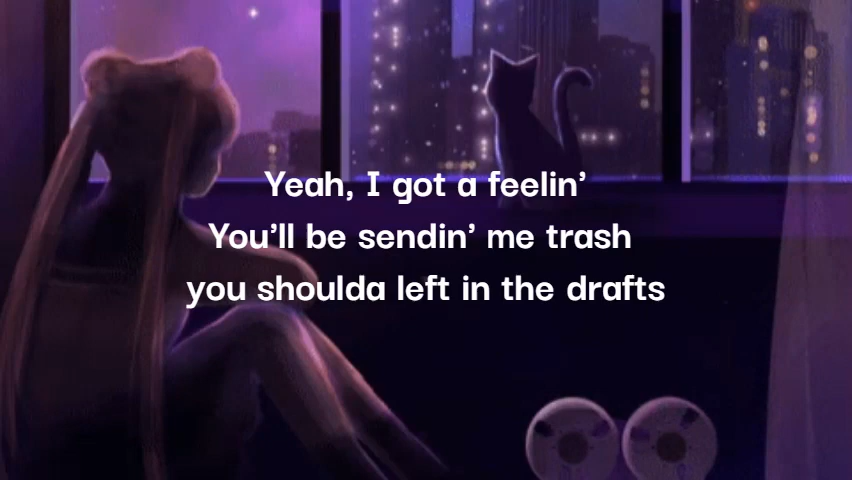 Yeah, I got a feelin’
You’ll be sendin’ me trash
you shoulda left in the drafts